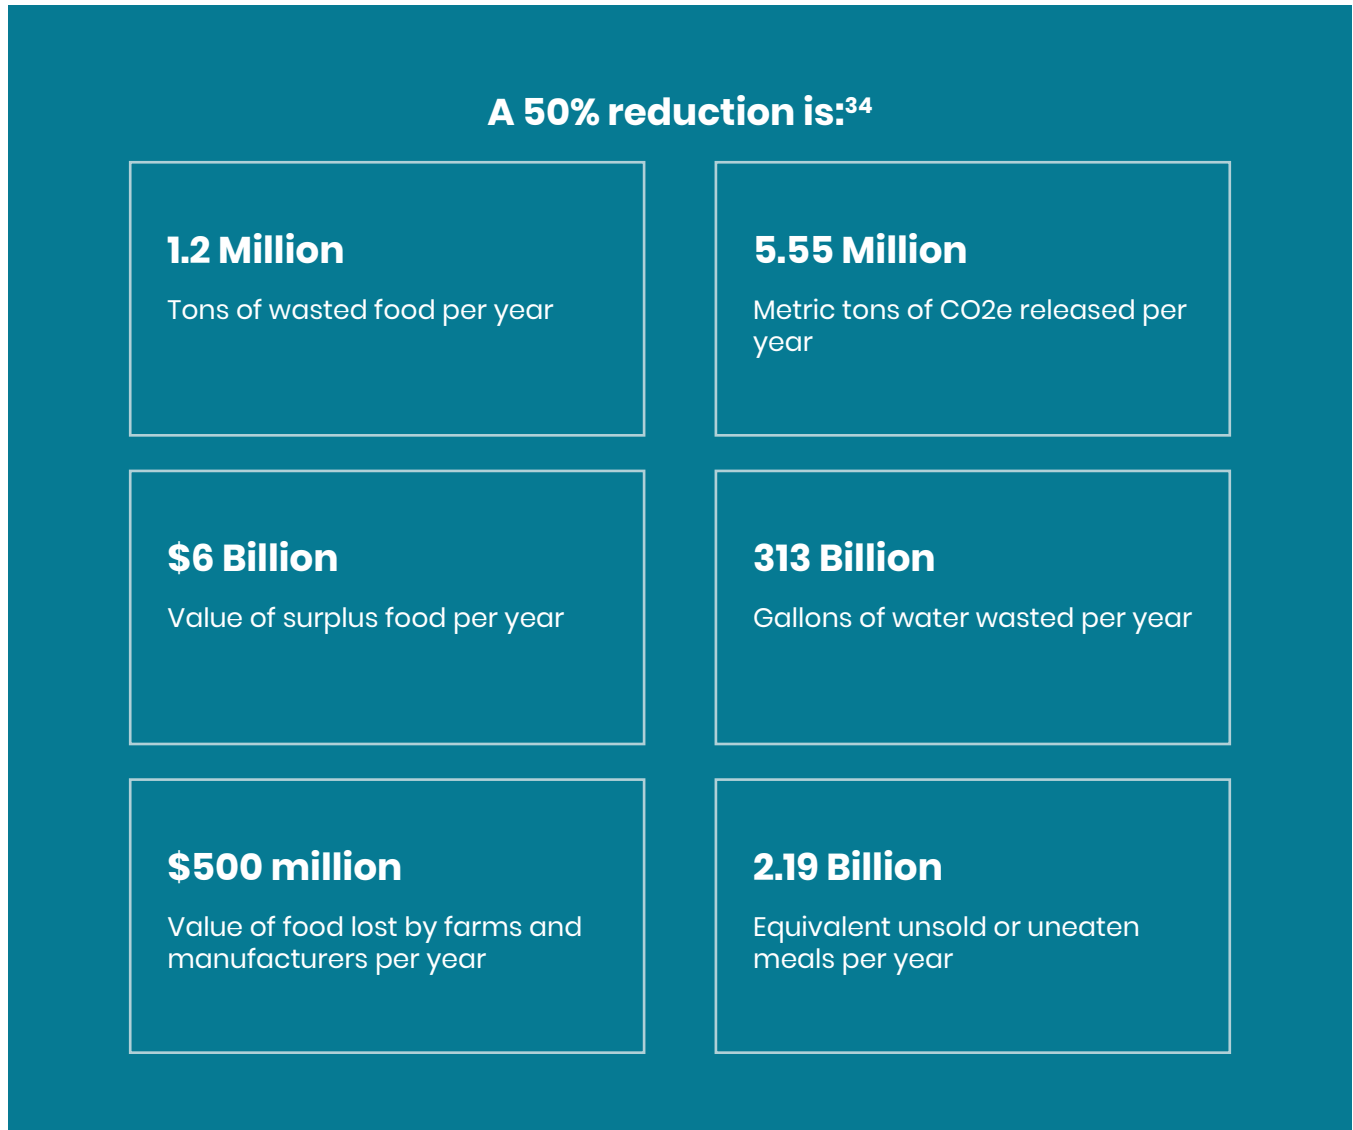 A 50% reduction is:³⁴
1.2 Million
Tons of wasted food per year
5.55 Million
Metric tons of CO2e released per
year
$6 Billion
Value of surplus food per year
313 Billion
Gallons of water wasted per year
$500 million
Value of food lost by farms and
manufacturers per year
2.19 Billion
Equivalent unsold or uneaten
meals per year